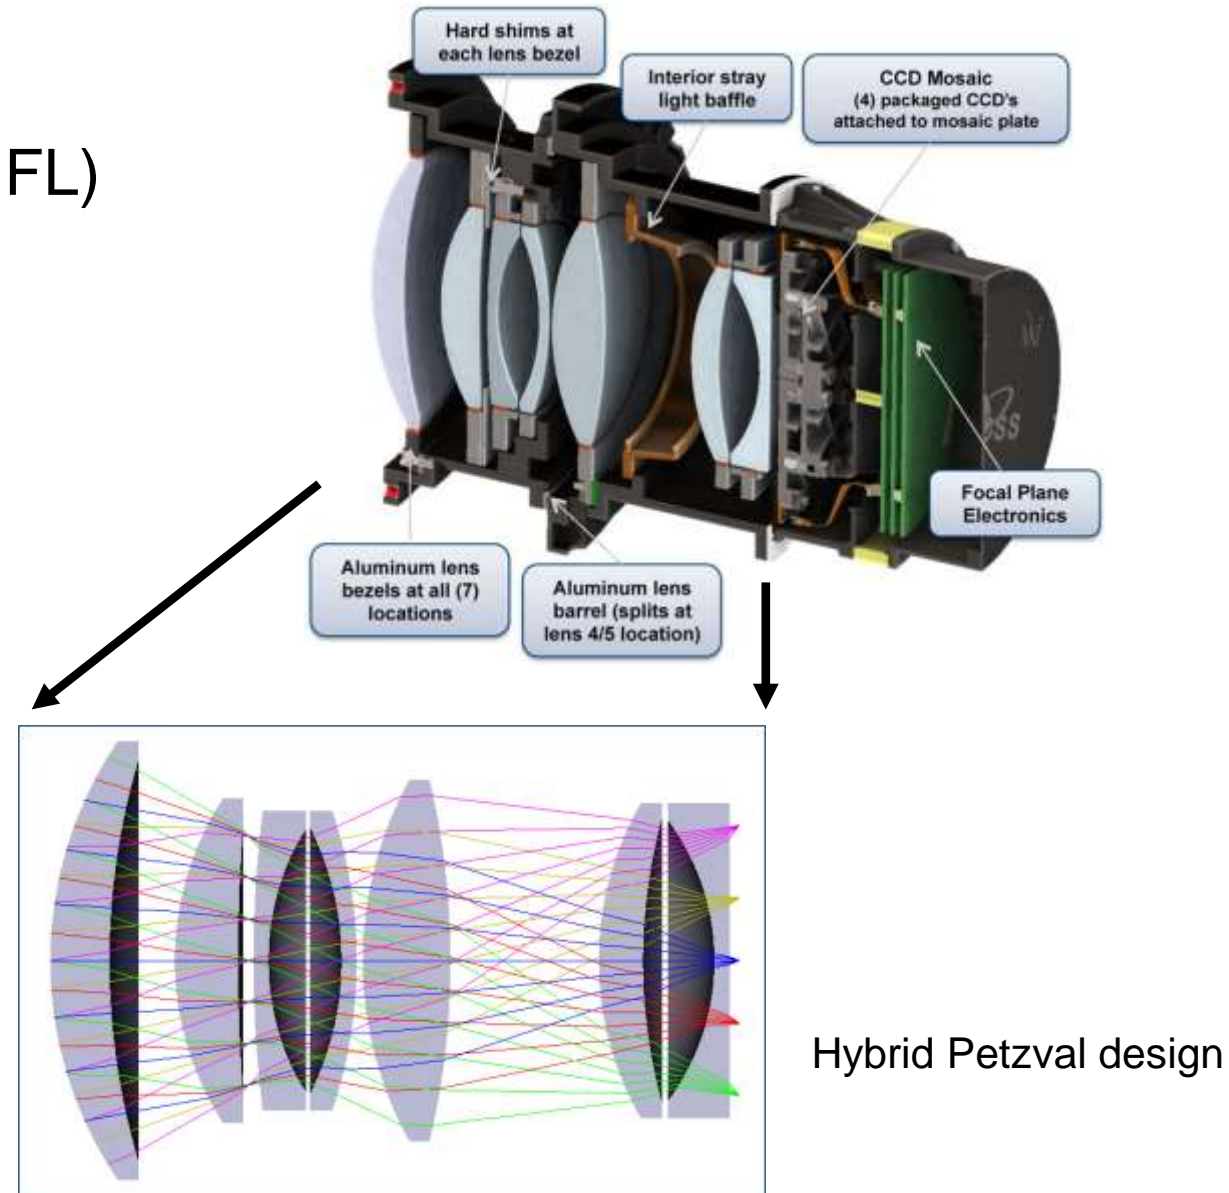 Hard shims at
each lens bezel
Interior stray
light baffle
CCD Mosaic
(4) packaged CCD's
attached to mosaic plate
FL)
Focal Plane
Electronics
Aluminum lens
bezels at all (7)
locations
Aluminum lens
barrel (splits at
lens 4/5 location)
Hybrid Petzval design